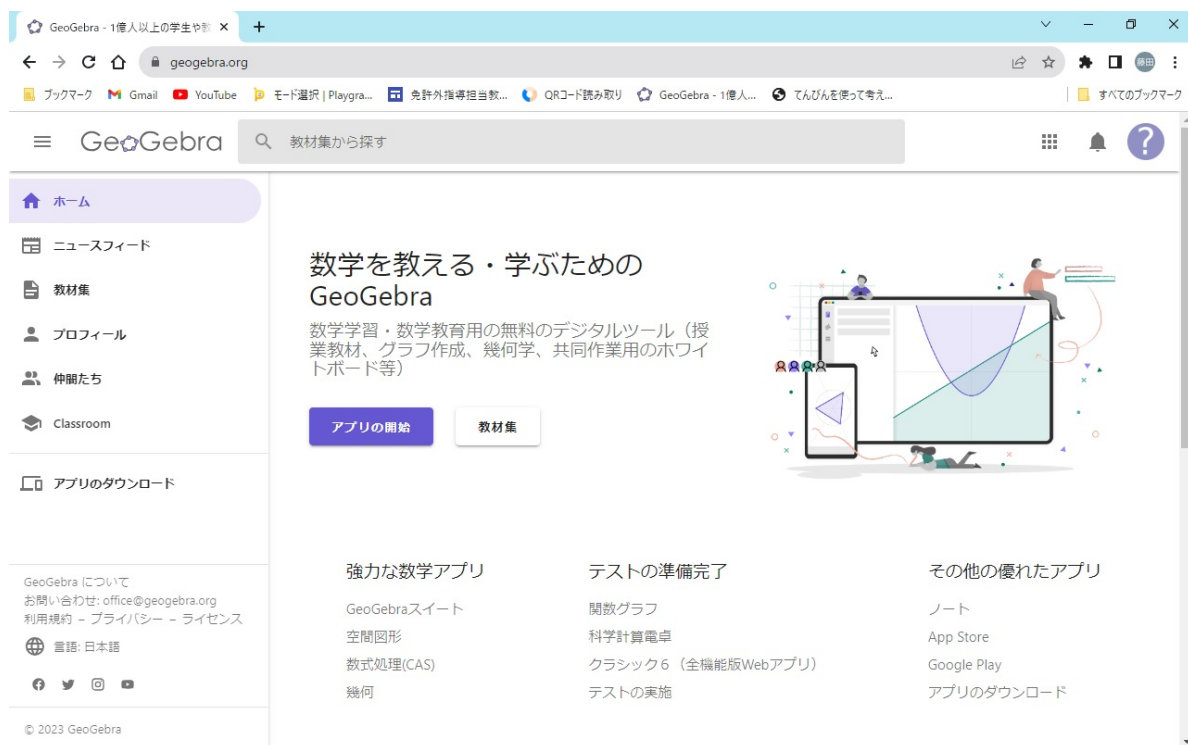 GeoGebra - 1億人以上の学生や教
geogebra.org
ブックマーク Gmail YouTube モード選択 | Playgra... 免許外指導担当教... QRコード読み取り GeoGebra - 1億人... てんびんを使って考え... すべてのブックマーク
藤田
GeoGebra
教材集から探す
?
ホーム
ニュースフィード
教材集
プロフィール
仲間たち
Classroom
アプリのダウンロード
GeoGebra について
お問い合わせ: office@geogebra.org
利用規約 – プライバシー – ライセンス
言語: 日本語
© 2023 GeoGebra
数学を教える・学ぶための
GeoGebra
数学学習・数学教育用の無料のデジタルツール（授
業教材、グラフ作成、幾何学、共同作業用のホワイ
トボード等）
アプリの開始 教材集
強力な数学アプリ
GeoGebraスイート
空間図形
数式処理(CAS)
幾何
テストの準備完了
関数グラフ
科学計算電卓
クラシック６（全機能版Webアプリ）
テストの実施
その他の優れたアプリ
ノート
App Store
Google Play
アプリのダウンロード